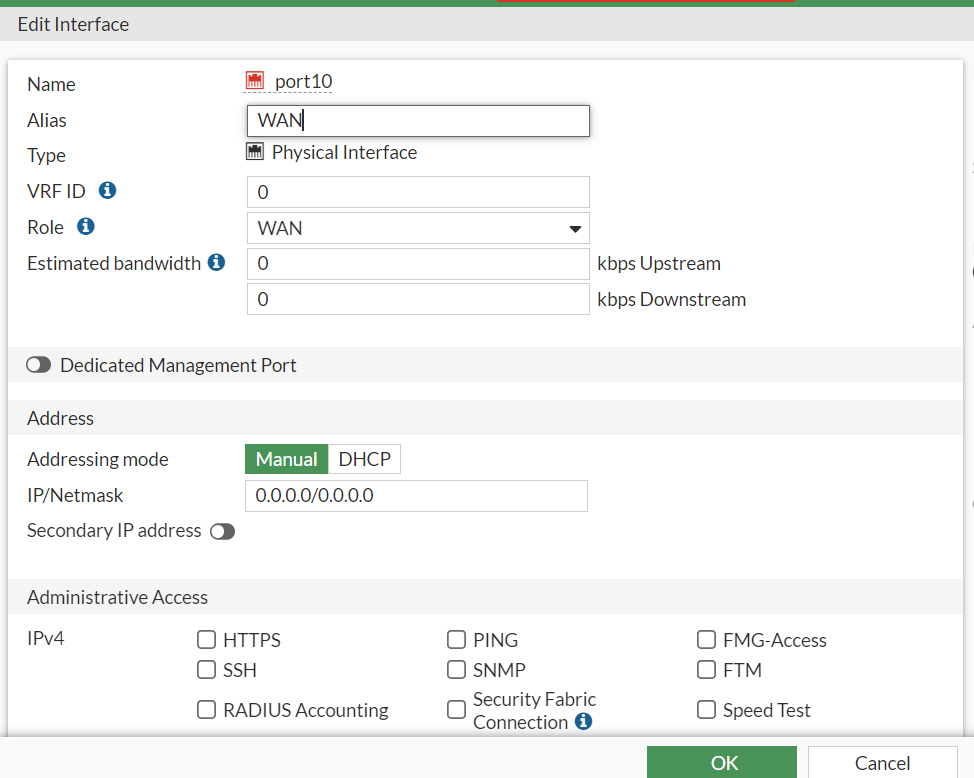 Edit Interface
Name port10
Alias WAN
Type Physical Interface
VRF ID 0
Role WAN
Estimated bandwidth 0 kbps Upstream
0 kbps Downstream
Dedicated Management Port
Address
Addressing mode Manual DHCP
IP/Netmask 0.0.0.0/0.0.0.0
Secondary IP address
Administrative Access
IPv4 HTTPS PING FMG-Access
SSH SNMP FTM
RADIUS Accounting Security Fabric Connection Speed Test
OK Cancel